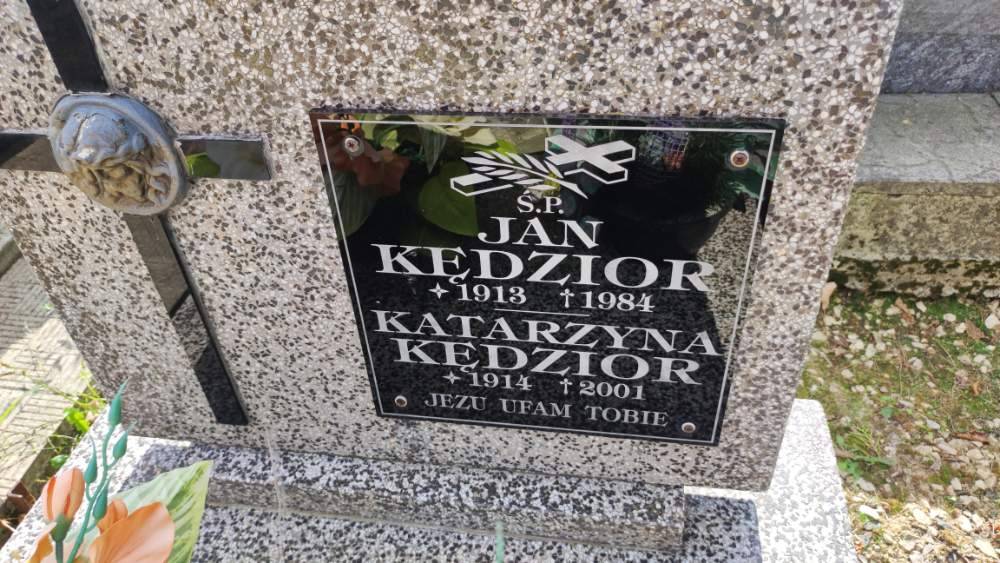 Ś.P.
JAN
KĘDZIOR
✦1913 †1984
KATARZYNA
KĘDZIOR
✦1914 †2001
JEZU UFAM TOBIE